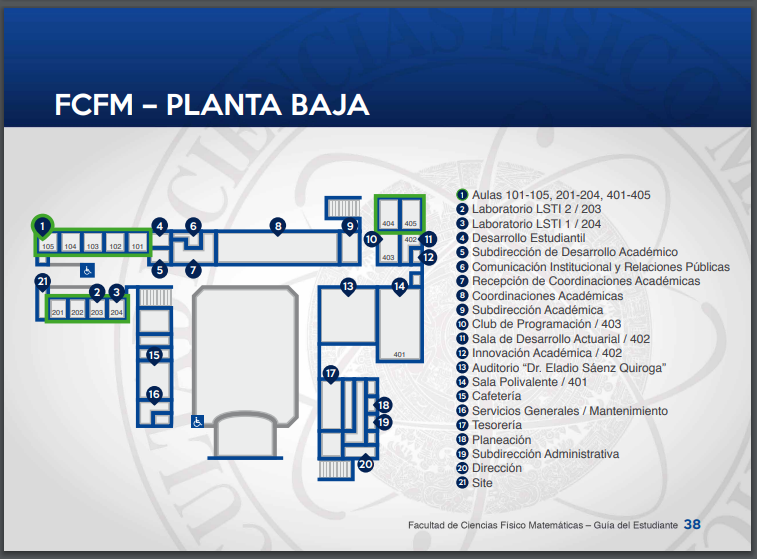 FCFM – PLANTA BAJA
1
4
6
8
9
404
405
105
104
103
102
101
10
402
11
403
12
5
7
21
2
3
13
14
201
202
203
204
15
401
17
16
18
19
20
1 Aulas 101-105, 201-204, 401-405
2 Laboratorio LSTI 2 / 203
3 Laboratorio LSTI 1 / 204
4 Desarrollo Estudiantil
5 Subdirección de Desarrollo Académico
6 Comunicación Institucional y Relaciones Públicas
7 Recepción de Coordinaciones Académicas
8 Coordinaciones Académicas
9 Subdirección Académica
10 Club de Programación / 403
11 Sala de Desarrollo Actuarial / 402
12 Innovación Académica / 402
13 Auditorio “Dr. Eladio Sáenz Quiroga”
14 Sala Polivalente / 401
15 Cafetería
16 Servicios Generales / Mantenimiento
17 Tesorería
18 Planeación
19 Subdirección Administrativa
20 Dirección
21 Site
Facultad de Ciencias Físico Matemáticas – Guía del Estudiante 38